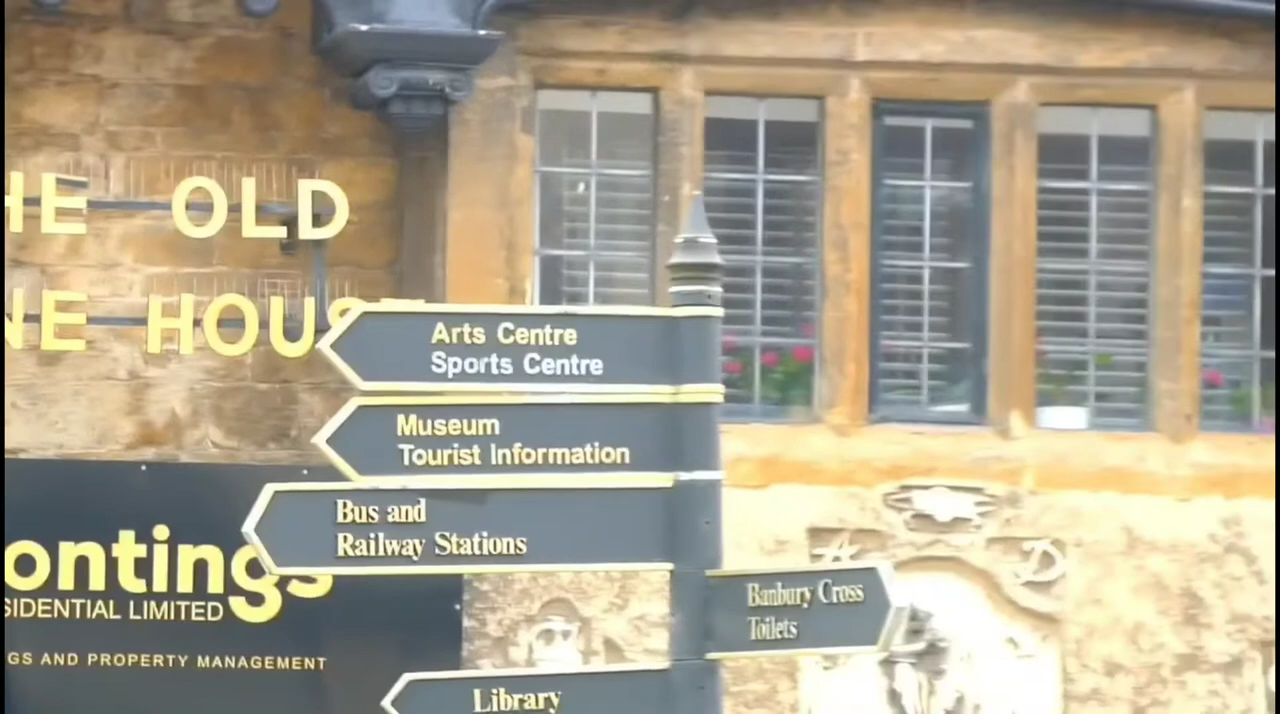 HE OLD
NE HOUS
Arts Centre
Sports Centre
Museum
Tourist Information
Bus and
Railway Stations
ontings
SIDENTIAL LIMITED
GS AND PROPERTY MANAGEMENT
Banbury Cross
Toilets
Library
A D